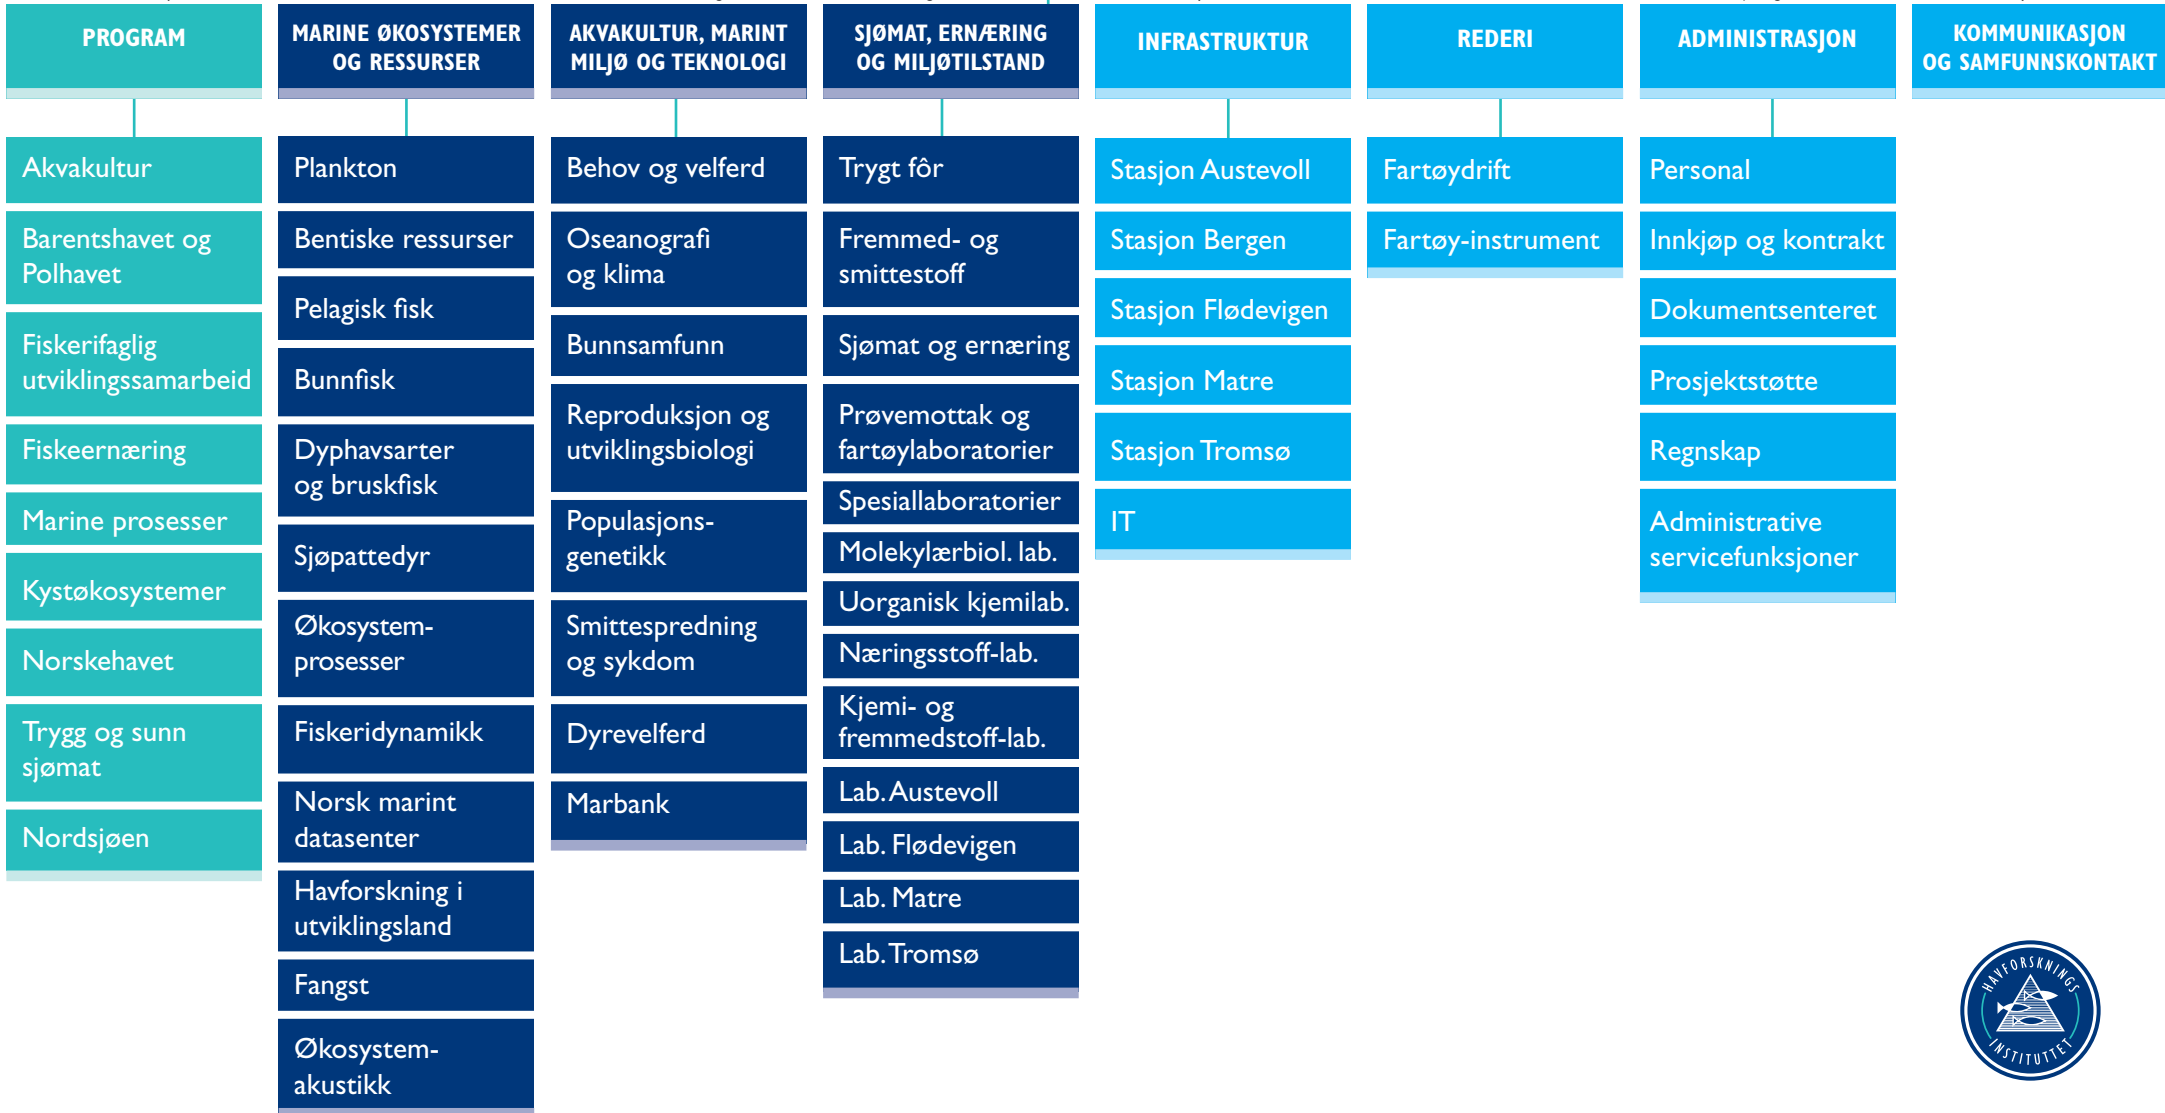 PROGRAM
Akvakultur
Barentshavet og
Polhavet
Fiskerifaglig
utviklingssamarbeid
Fiskeernæring
Marine prosesser
Kystøkosystemer
Norskehavet
Trygg og sunn
sjømat
Nordsjøen
MARINE ØKOSYSTEMER
OG RESSURSER
Plankton
Bentiske ressurser
Pelagisk fisk
Bunnfisk
Dyphavsarter
og bruskfisk
Sjøpattedyr
Økosystem-
prosesser
Fiskeridynamikk
Norsk marint
datasenter
Havforskning i
utviklingsland
Fangst
Økosystem-
akustikk
AKVAKULTUR, MARINT
MILJØ OG TEKNOLOGI
Behov og velferd
Oseanografi
og klima
Bunnsamfunn
Reproduksjon og
utviklingsbiologi
Populasjons-
genetikk
Smittespredning
og sykdom
Dyrevelferd
Marbank
SJØMAT, ERNÆRING
OG MILJØTILSTAND
Trygt fôr
Fremmed- og
smittestoff
Sjømat og ernæring
Prøvemottak og
fartøylaboratorier
Spesiallaboratorier
Molekylærbiol. lab.
Uorganisk kjemilab.
Næringsstoff-lab.
Kjemi- og
fremmedstoff-lab.
Lab. Austevoll
Lab. Flødevigen
Lab. Matre
Lab. Tromsø
INFRASTRUKTUR
Stasjon Austevoll
Stasjon Bergen
Stasjon Flødevigen
Stasjon Matre
Stasjon Tromsø
IT
REDERI
Fartøydrift
Fartøy-instrument
ADMINISTRASJON
Personal
Innkjøp og kontrakt
Dokumentsenteret
Prosjektstøtte
Regnskap
Administrative
servicefunksjoner
KOMMUNIKASJON
OG SAMFUNNSKONTAKT
HAVFORSKNINGS
INSTITUTTET